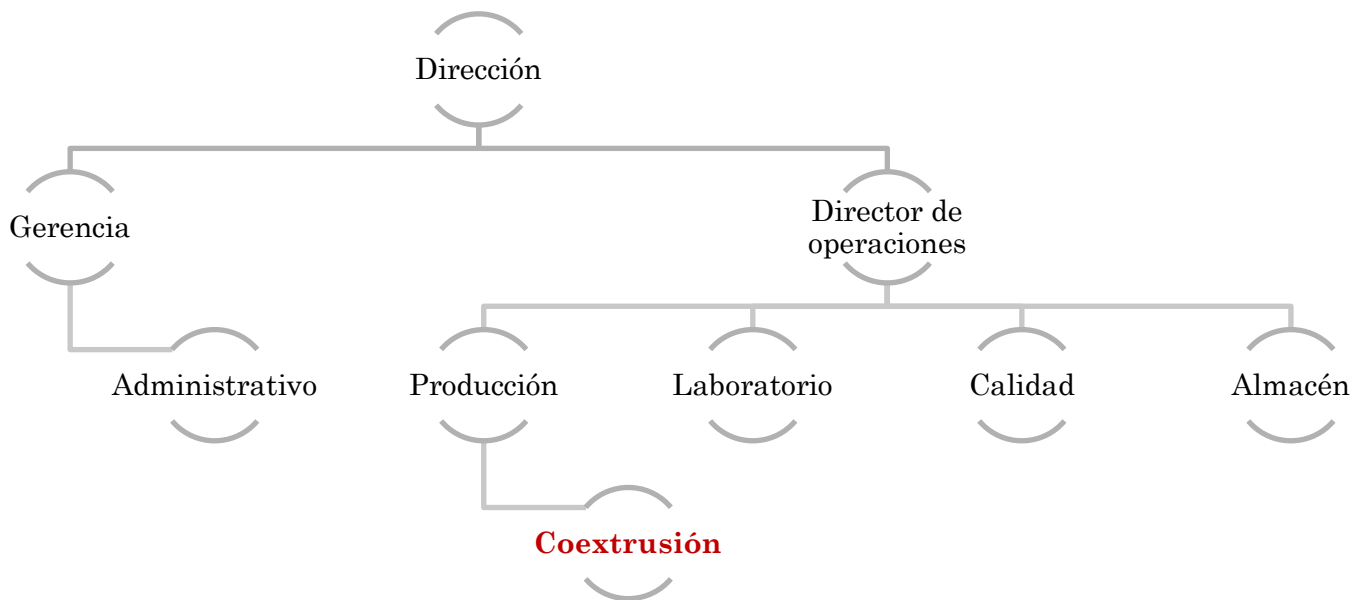 Dirección
Gerencia
Director de
operaciones
Administrativo
Producción
Laboratorio
Calidad
Almacén
Coextrusión